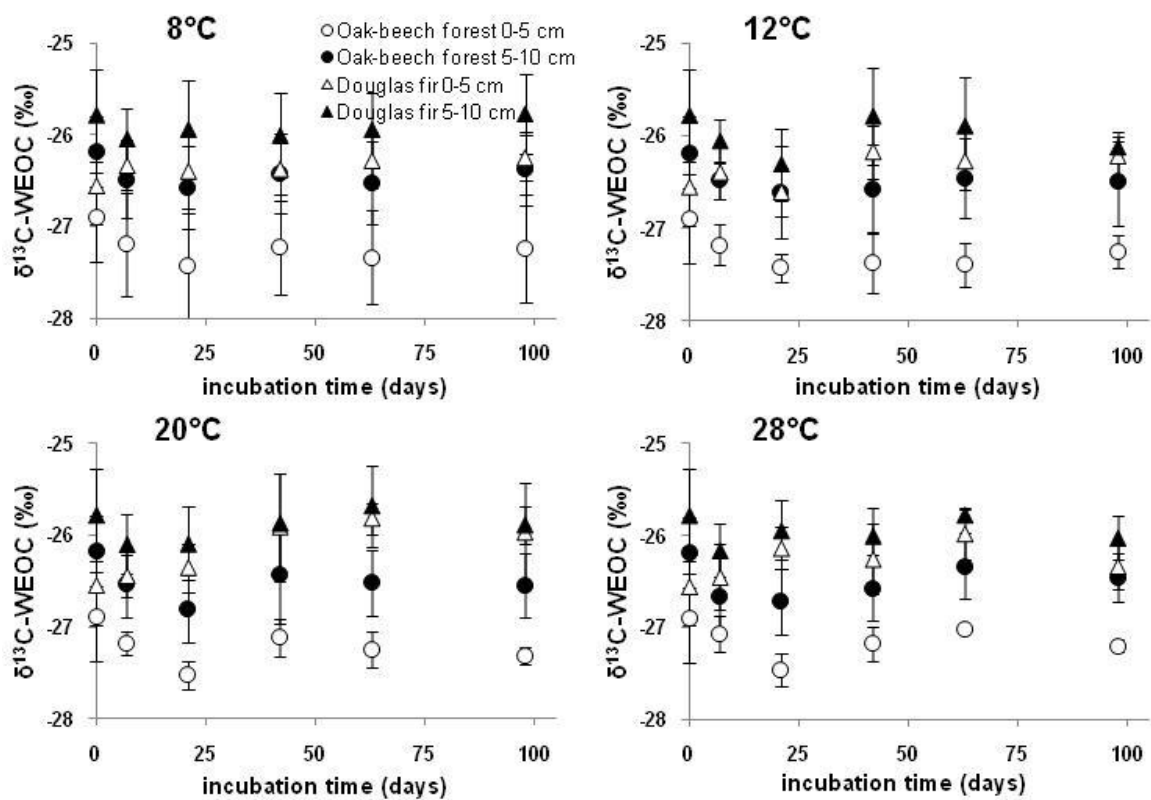 8°C
Oak-beech forest 0-5 cm
Oak-beech forest 5-10 cm
Douglas fir 0-5 cm
Douglas fir 5-10 cm
-25
-26
-27
-28
δ¹³C-WEOC (‰)
0 25 50 75 100
incubation time (days)
12°C
-25
-26
-27
-28
δ¹³C-WEOC (‰)
0 25 50 75 100
incubation time (days)
20°C
-25
-26
-27
-28
δ¹³C-WEOC (‰)
0 25 50 75 100
incubation time (days)
28°C
-25
-26
-27
-28
δ¹³C-WEOC (‰)
0 25 50 75 100
incubation time (days)